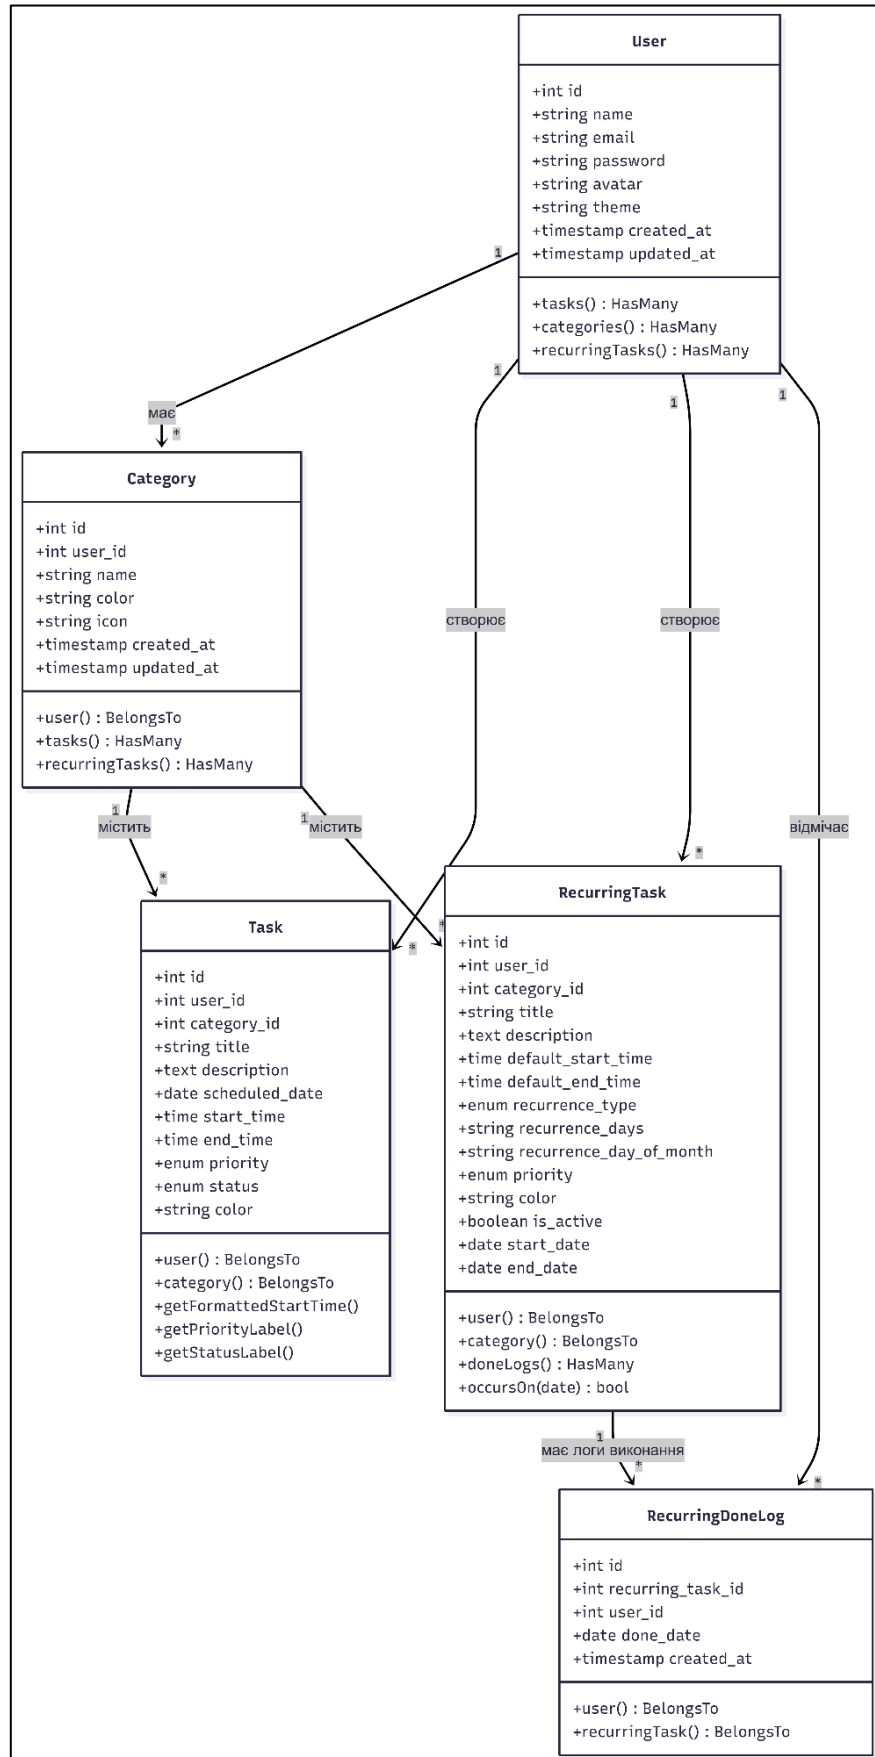 User
+int id
+string name
+string email
+string password
+string avatar
+string theme
+timestamp created_at
+timestamp updated_at
+tasks() : HasMany
+categories() : HasMany
+recurringTasks() : HasMany
1
1
1
1
має
*
Category
+int id
+int user_id
+string name
+string color
+string icon
+timestamp created_at
+timestamp updated_at
+user() : BelongsTo
+tasks() : HasMany
+recurringTasks() : HasMany
створює
створює
відмічає
1
містить
1
містить
*
*
*
*
Task
+int id
+int user_id
+int category_id
+string title
+text description
+date scheduled_date
+time start_time
+time end_time
+enum priority
+enum status
+string color
+user() : BelongsTo
+category() : BelongsTo
+getFormattedStartTime()
+getPriorityLabel()
+getStatusLabel()
RecurringTask
+int id
+int user_id
+int category_id
+string title
+text description
+time default_start_time
+time default_end_time
+enum recurrence_type
+string recurrence_days
+string recurrence_day_of_month
+enum priority
+string color
+boolean is_active
+date start_date
+date end_date
+user() : BelongsTo
+category() : BelongsTo
+doneLogs() : HasMany
+occursOn(date) : bool
1
має логи виконання
*
*
RecurringDoneLog
+int id
+int recurring_task_id
+int user_id
+date done_date
+timestamp created_at
+user() : BelongsTo
+recurringTask() : BelongsTo